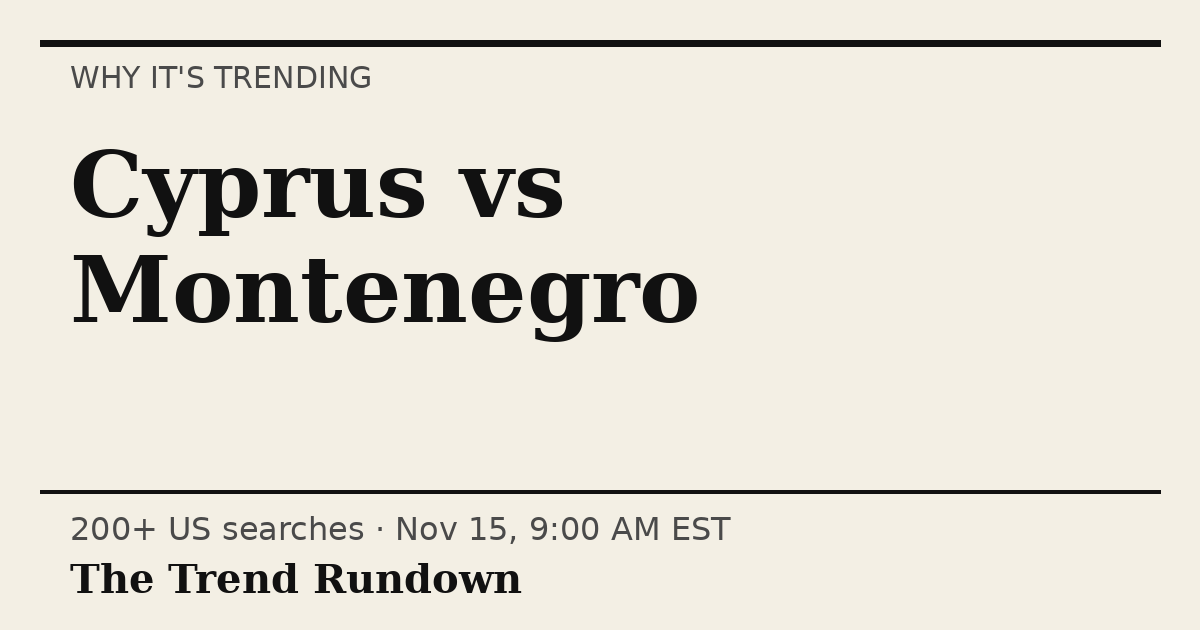 WHY IT'S TRENDING
Cyprus vs
Montenegro
200+ US searches · Nov 15, 9:00 AM EST
The Trend Rundown